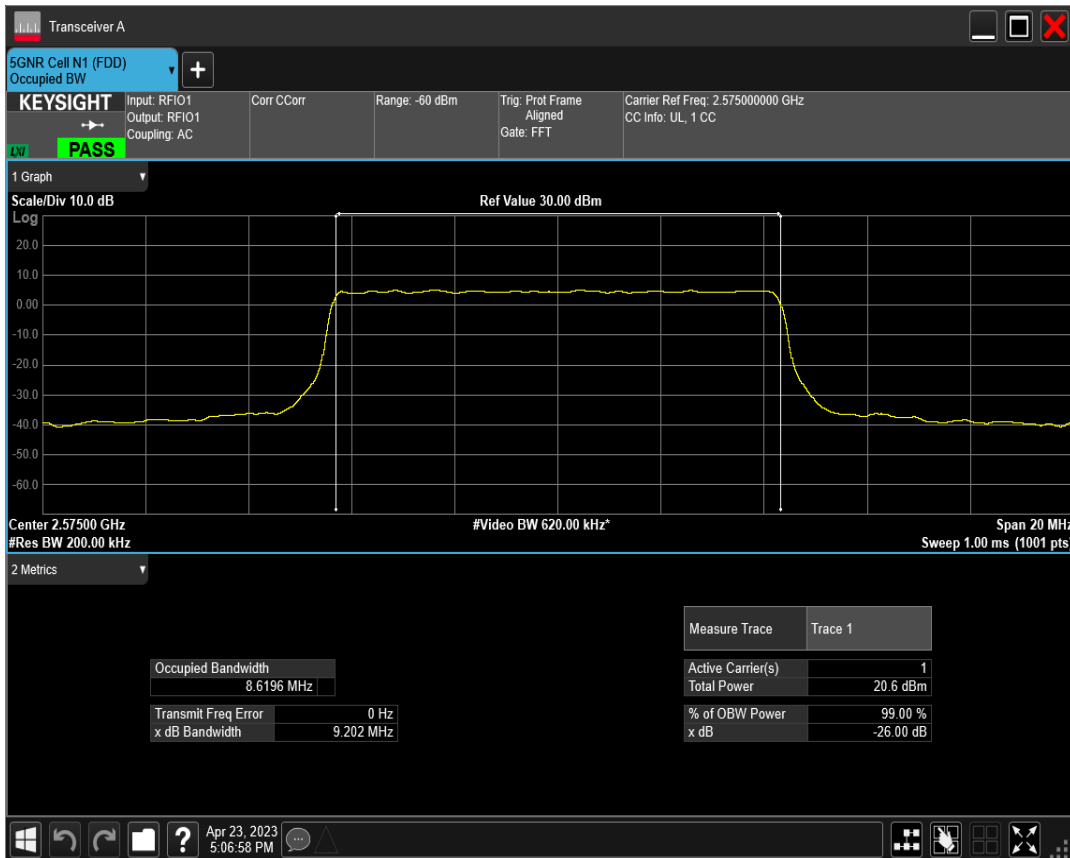 Transceiver A
5GNR Cell N1 (FDD)
Occupied BW
+
KEYSIGHT
LXI
PASS
Input: RFIO1
Output: RFIO1
Coupling: AC
Corr CCorr
Range: -60 dBm
Trig: Prot Frame
Aligned
Gate: FFT
Carrier Ref Freq: 2.575000000 GHz
CC Info: UL, 1 CC
1 Graph
Scale/Div 10.0 dB
Ref Value 30.00 dBm
Log
20.0
10.0
0.00
-10.0
-20.0
-30.0
-40.0
-50.0
-60.0
Center 2.57500 GHz
#Video BW 620.00 kHz*
Span 20 MHz
#Res BW 200.00 kHz
Sweep 1.00 ms (1001 pts)
2 Metrics
Measure Trace
Trace 1
Occupied Bandwidth
8.6196 MHz
Active Carrier(s)
1
Total Power
20.6 dBm
Transmit Freq Error
0 Hz
x dB Bandwidth
9.202 MHz
% of OBW Power
99.00 %
x dB
-26.00 dB
?
Apr 23, 2023
5:06:58 PM